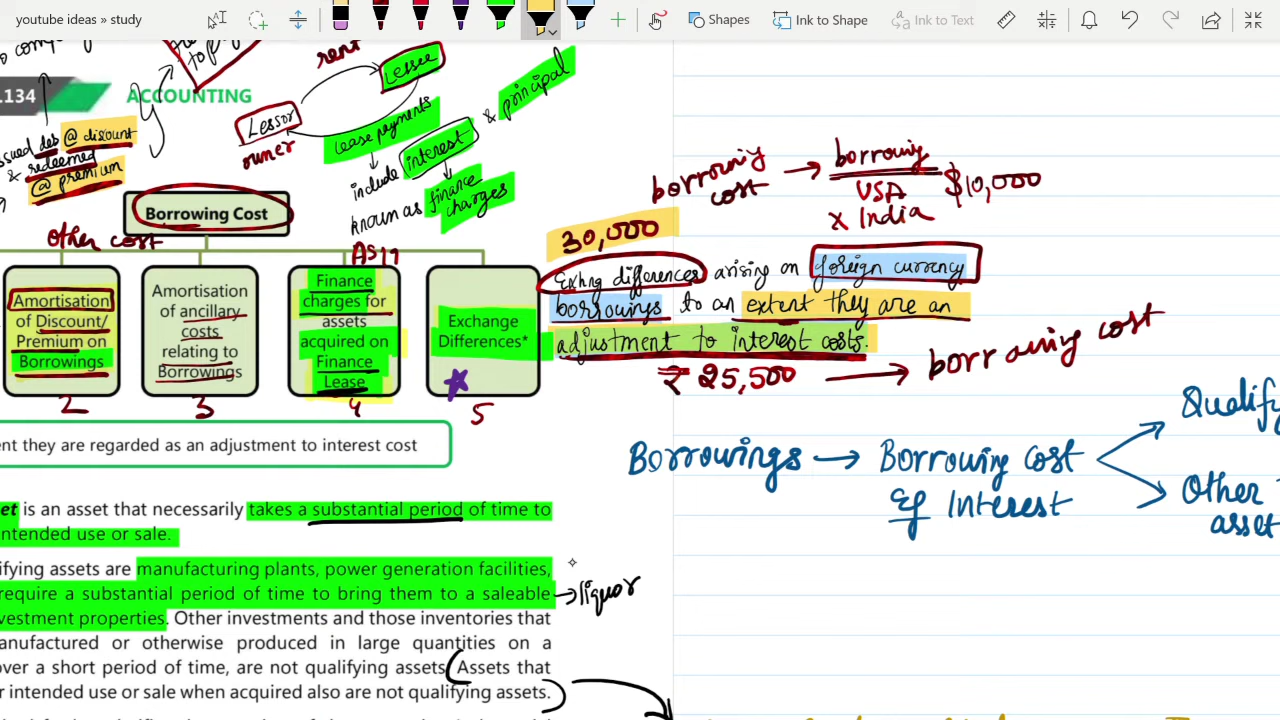 youtube ideas » study
Shapes
Ink to Shape
Ink to Text
.134
ACCOUNTING
rent
Lessee
Lessor
owner
lease payments
include interest & principal
known as finance charges
@ discount
& redeemed
@ premium
Borrowing Cost
Other cost
AS 19
Amortisation
of Discount/
Premium on
Borrowings
2
Amortisation
of ancillary
costs
relating to
Borrowings
3
Finance
charges for
assets
acquired on
Finance
Lease
4
Exchange
Differences*
5
borrowing cost → borrowing
USA
x India
$10,000
30,000
Exhng differences arising on foreign currency
borrowings to an extent they are an
adjustment to interest costs.
₹ 25,500 → borrowing cost
ent they are regarded as an adjustment to interest cost
Borrowings → Borrowing cost
Eg Interest
Other
asset
et is an asset that necessarily takes a substantial period of time to
intended use or sale.
ifying assets are manufacturing plants, power generation facilities,
require a substantial period of time to bring them to a saleable → liquor
vestment properties. Other investments and those inventories that
anufactured or otherwise produced in large quantities on a
over a short period of time, are not qualifying assets. Assets that
r intended use or sale when acquired also are not qualifying assets.